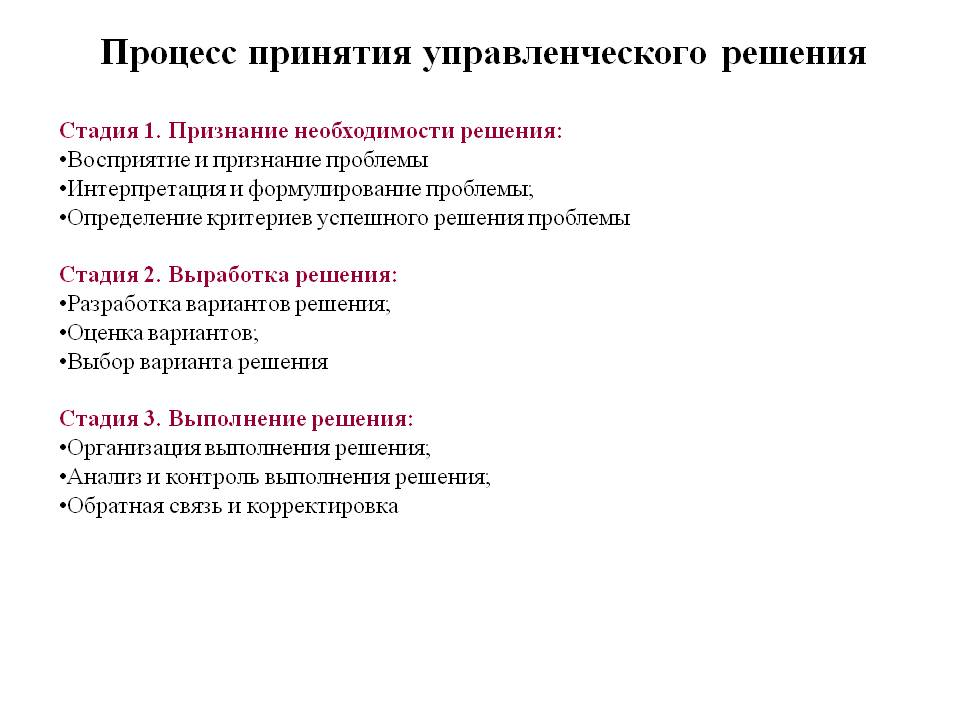 Процесс принятия управленческого решения
Стадия 1. Признание необходимости решения:
•Восприятие и признание проблемы
•Интерпретация и формулирование проблемы;
•Определение критериев успешного решения проблемы
Стадия 2. Выработка решения:
•Разработка вариантов решения;
•Оценка вариантов;
•Выбор варианта решения
Стадия 3. Выполнение решения:
•Организация выполнения решения;
•Анализ и контроль выполнения решения;
•Обратная связь и корректировка